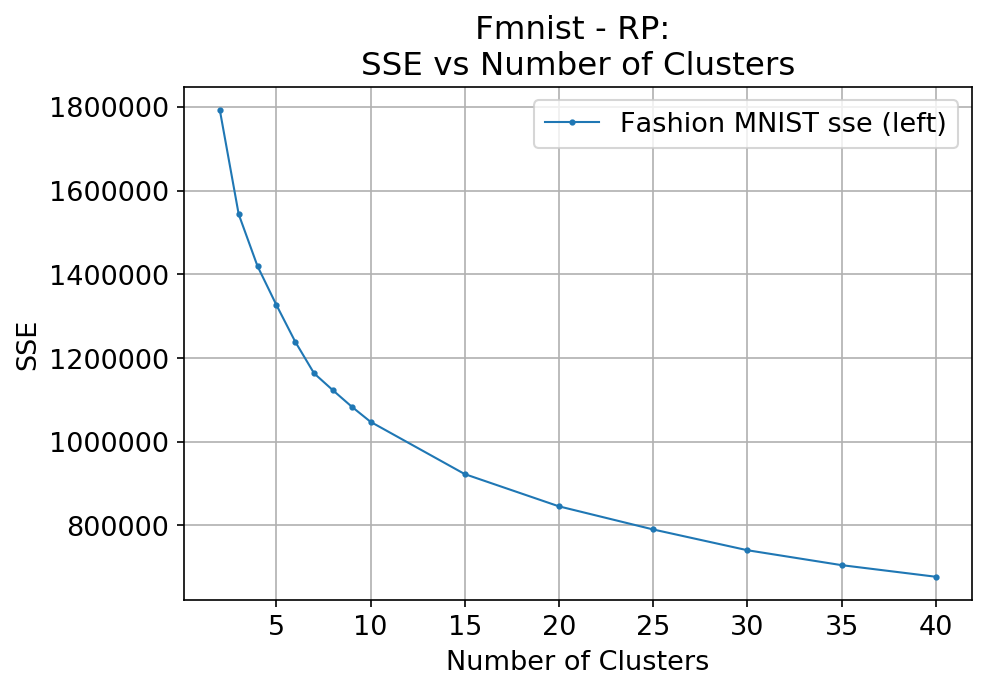 Fmnist - RP:
SSE vs Number of Clusters
Fashion MNIST sse (left)
1800000
1600000
1400000
1200000
1000000
800000
SSE
5 10 15 20 25 30 35 40
Number of Clusters